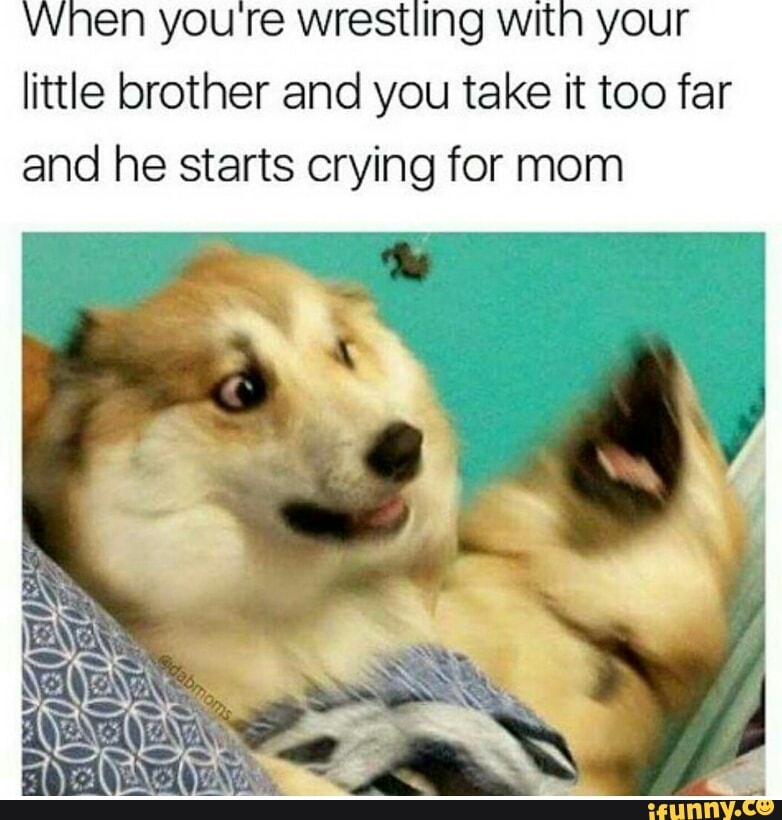 When you're wrestling with your
little brother and you take it too far
and he starts crying for mom
@dabmoms
ifunny.co